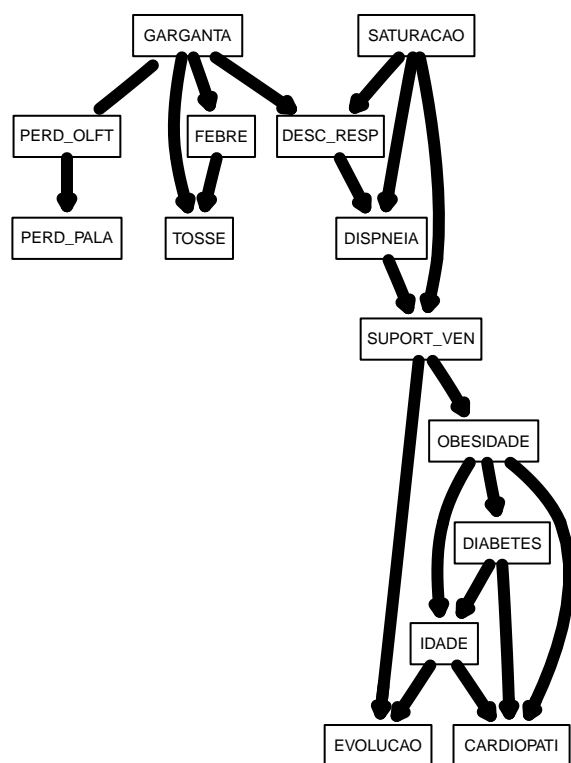 GARGANTA
SATURACAO
PERD_OLFT
FEBRE
DESC_RESP
PERD_PALA
TOSSE
DISPNEIA
SUPORT_VEN
OBESIDADE
DIABETES
IDADE
EVOLUCAO
CARDIOPATI